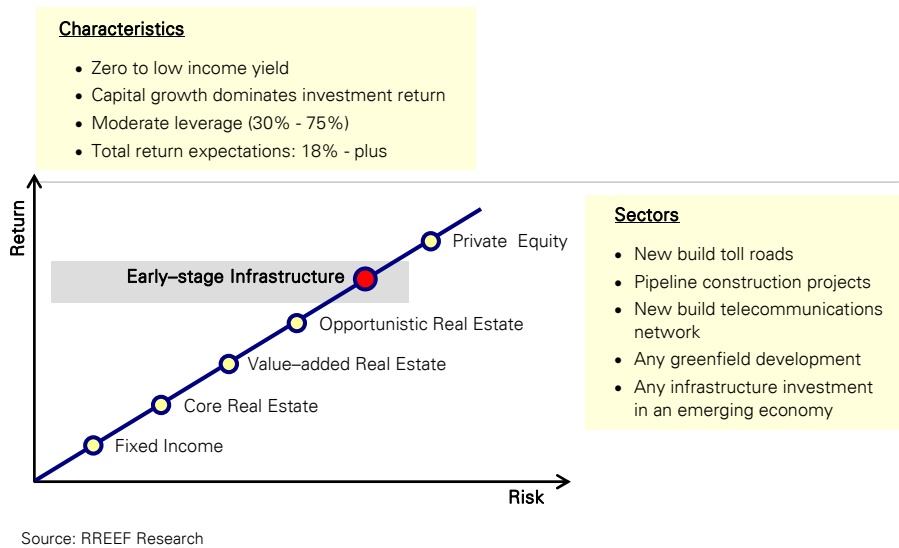 Characteristics
• Zero to low income yield
• Capital growth dominates investment return
• Moderate leverage (30% - 75%)
• Total return expectations: 18% - plus
Return
Private Equity
Early–stage Infrastructure
Opportunistic Real Estate
Value–added Real Estate
Core Real Estate
Fixed Income
Risk
Sectors
• New build toll roads
• Pipeline construction projects
• New build telecommunications
network
• Any greenfield development
• Any infrastructure investment
in an emerging economy
Source: RREEF Research